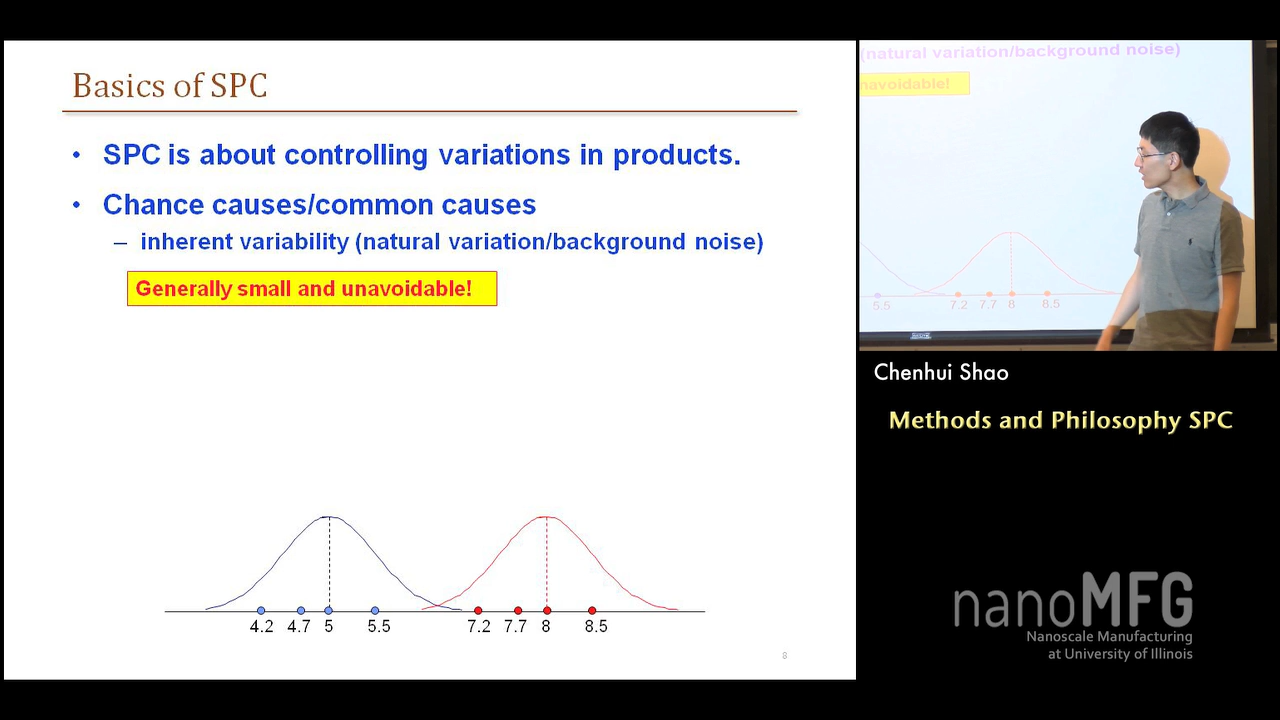 Basics of SPC
• SPC is about controlling variations in products.
• Chance causes/common causes
– inherent variability (natural variation/background noise)
Generally small and unavoidable!
4.2 4.7 5 5.5 7.2 7.7 8 8.5
8
(natural variation/background noise)
navoidable!
5.5 7.2 7.7 8 8.5
Chenhui Shao
Methods and Philosophy SPC
nanoMFG
Nanoscale Manufacturing
at University of Illinois